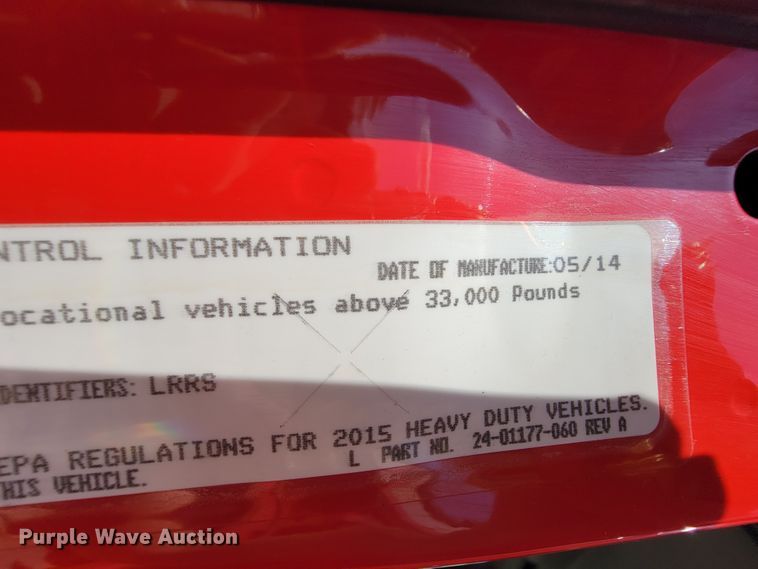 NTROL INFORMATION
DATE OF MANUFACTURE:05/14
ocational vehicles above 33,000 Pounds
DENTIFIERS: LRRS
EPA REGULATIONS FOR 2015 HEAVY DUTY VEHICLES.
THIS VEHICLE.
L PART NO. 24-01177-060 REV A
Purple Wave Auction®